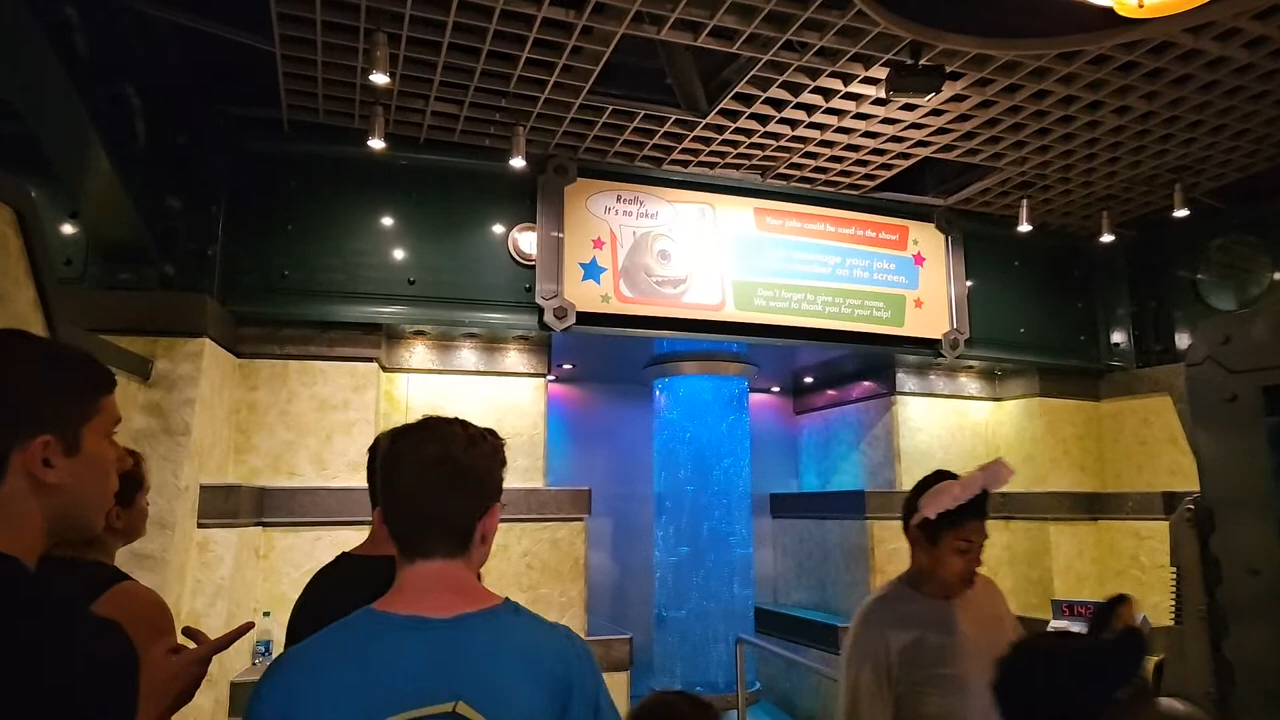 Really,
It's no joke!
Your joke could be used in the show!
message your joke
on the screen.
Don't forget to give us your name.
We want to thank you for your help!
5142